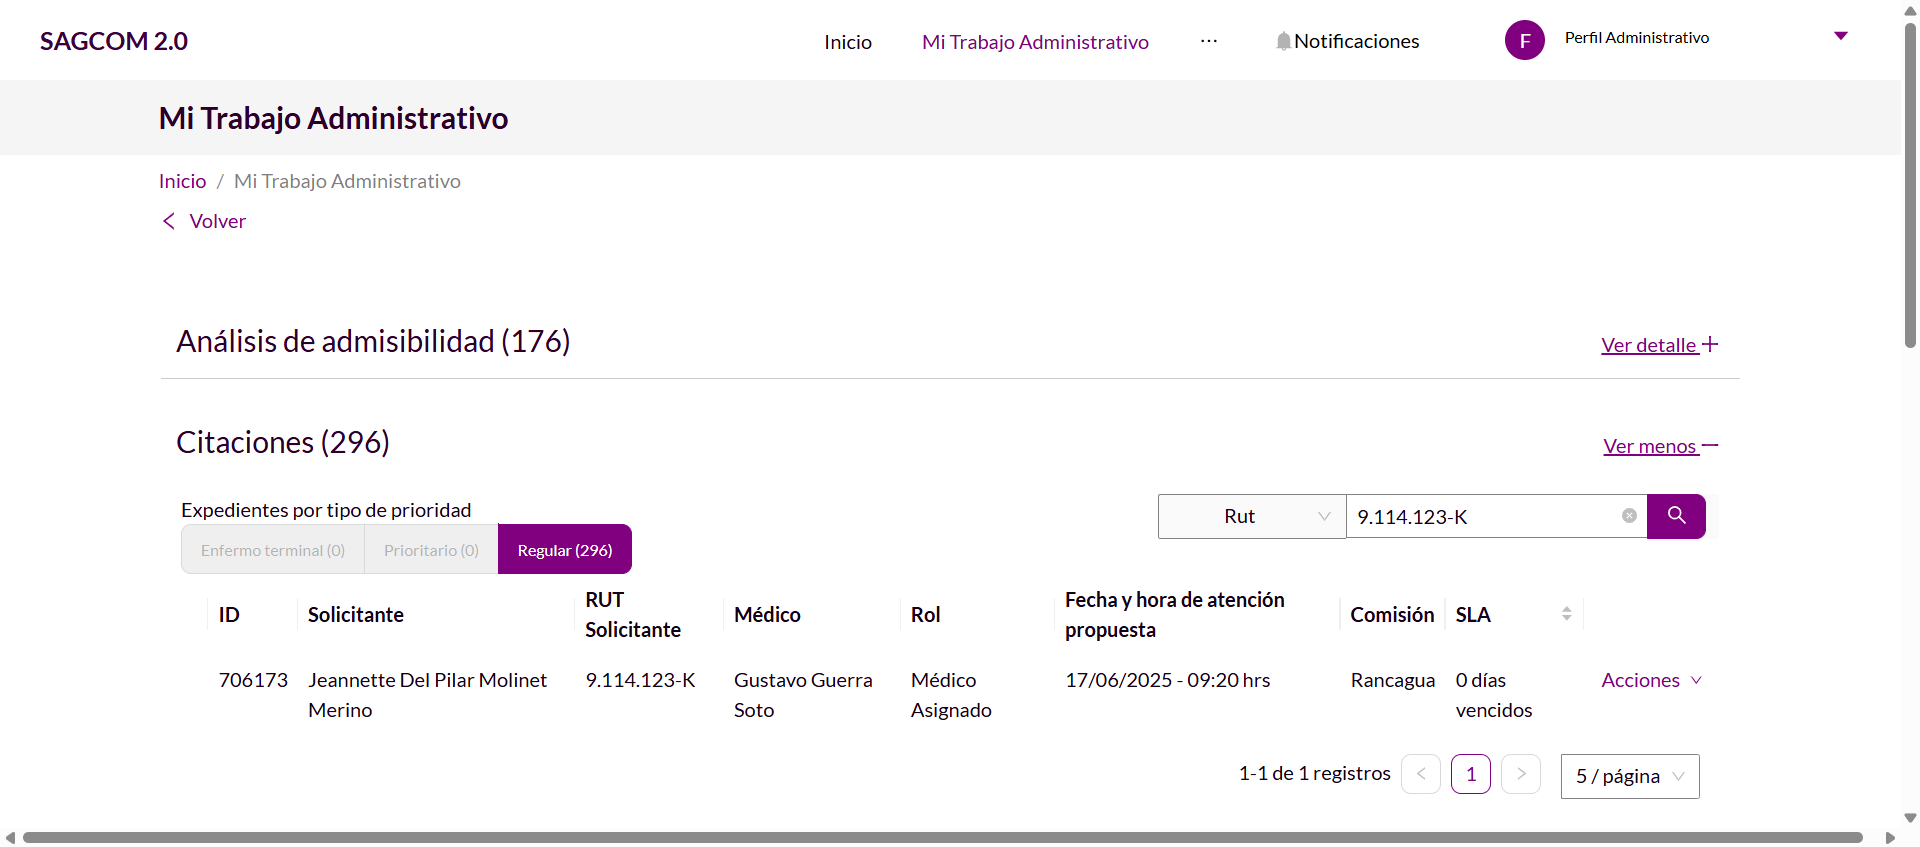 SAGCOM 2.0
Inicio
Mi Trabajo Administrativo
···
Notificaciones
F
Perfil Administrativo
Mi Trabajo Administrativo
Inicio / Mi Trabajo Administrativo
Volver
Análisis de admisibilidad (176)
Ver detalle
Citaciones (296)
Ver menos
Expedientes por tipo de prioridad
Enfermo terminal (0)
Prioritario (0)
Regular (296)
Rut
9.114.123-K
ID
Solicitante
RUT
Solicitante
Médico
Rol
Fecha y hora de atención
propuesta
Comisión
SLA
706173
Jeannette Del Pilar Molinet
Merino
9.114.123-K
Gustavo Guerra
Soto
Médico
Asignado
17/06/2025 - 09:20 hrs
Rancagua
0 días
vencidos
Acciones
1-1 de 1 registros
1
5 / página